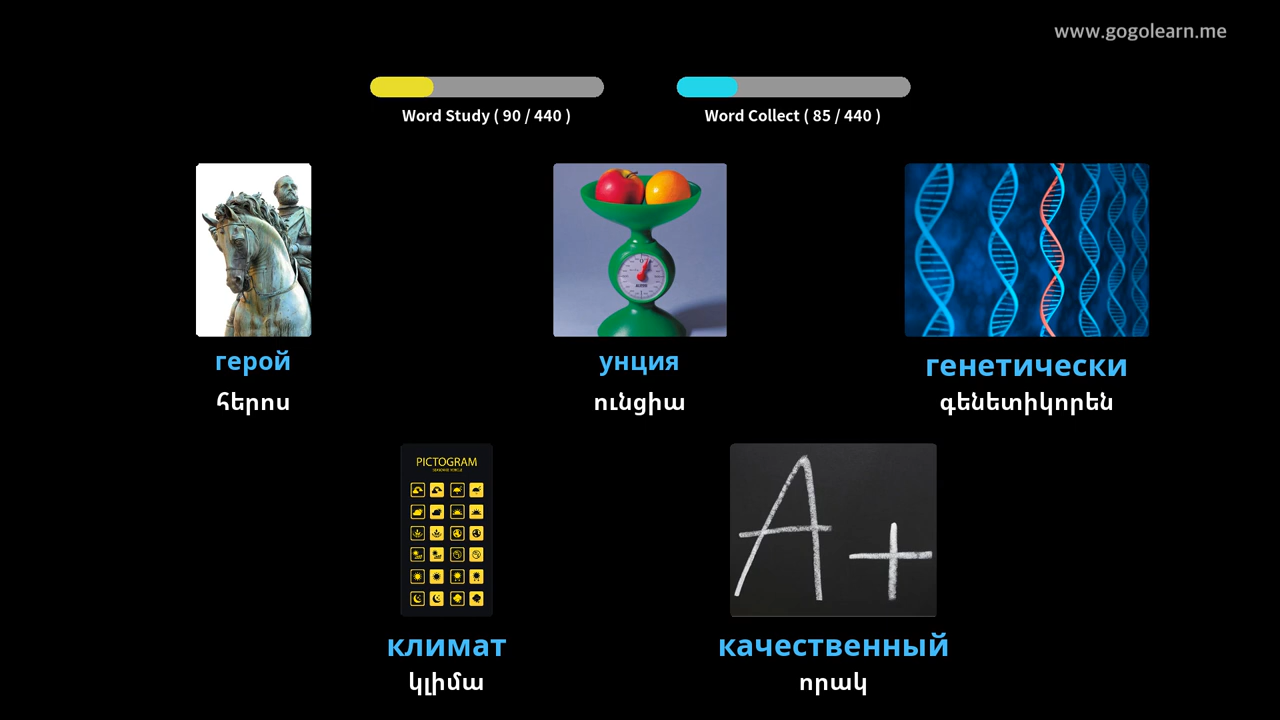 www.gogolearn.me
Word Study ( 90 / 440 )
Word Collect ( 85 / 440 )
герой
հերոս
унция
ունցիա
генетически
գենետիկորեն
PICTOGRAM
климат
կլիմա
качественный
որակ